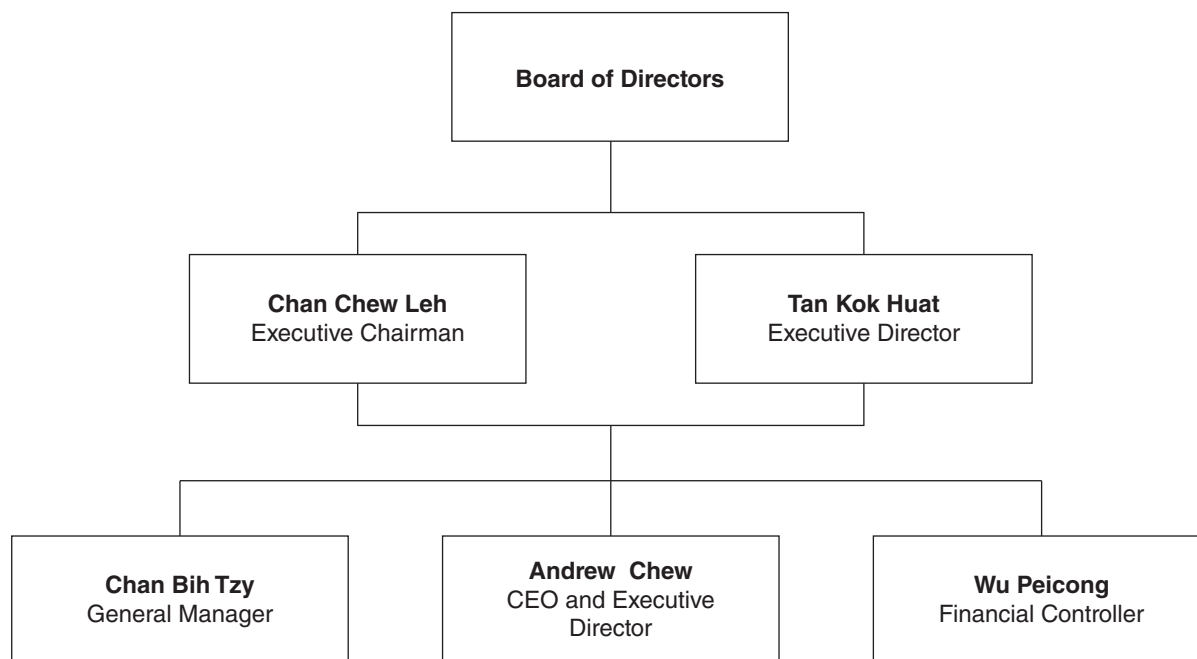 Board of Directors
Chan Chew Leh
Executive Chairman
Tan Kok Huat
Executive Director
Chan Bih Tzy
General Manager
Andrew Chew
CEO and Executive
Director
Wu Peicong
Financial Controller